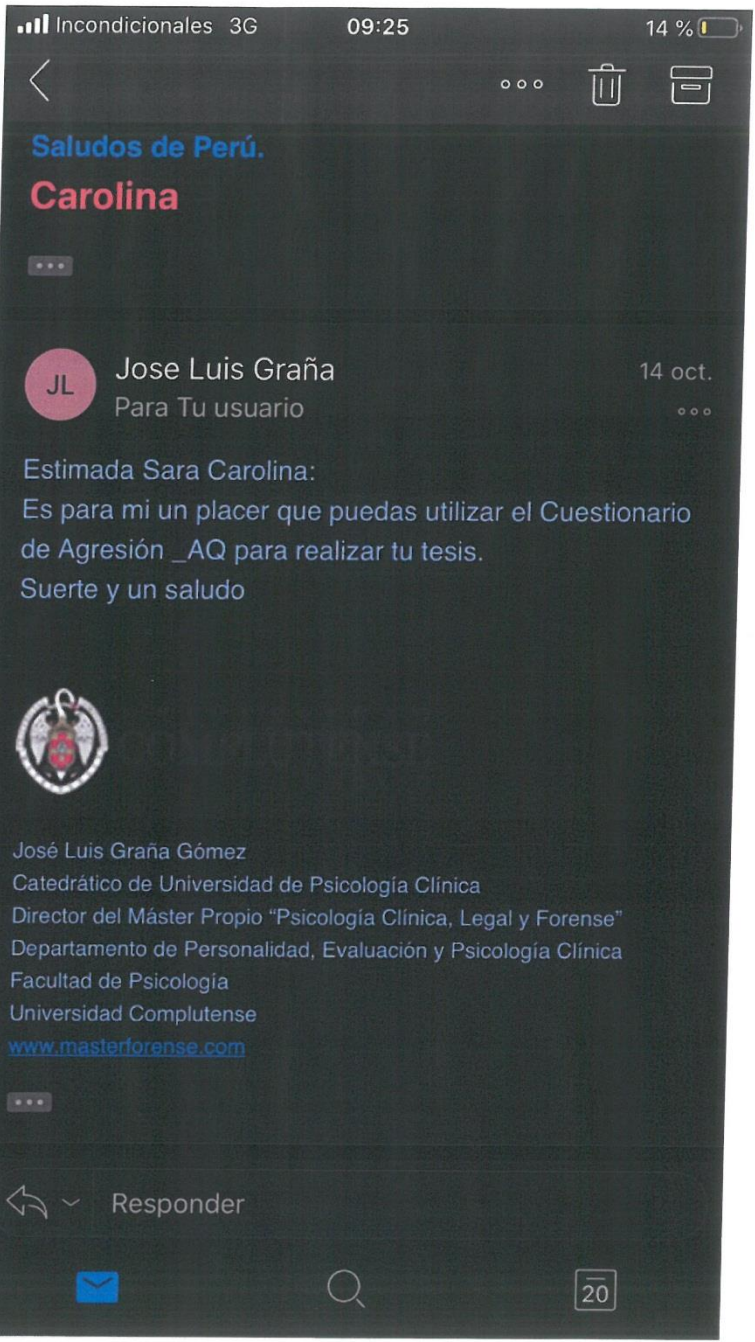 Incondicionales 3G 09:25 14 %
Saludos de Perú.
Carolina
JL
Jose Luis Graña 14 oct.
Para Tu usuario
Estimada Sara Carolina:
Es para mi un placer que puedas utilizar el Cuestionario
de Agresión _AQ para realizar tu tesis.
Suerte y un saludo
José Luis Graña Gómez
Catedrático de Universidad de Psicología Clínica
Director del Máster Propio “Psicología Clínica, Legal y Forense”
Departamento de Personalidad, Evaluación y Psicología Clínica
Facultad de Psicología
Universidad Complutense
www.masterforense.com
Responder
20